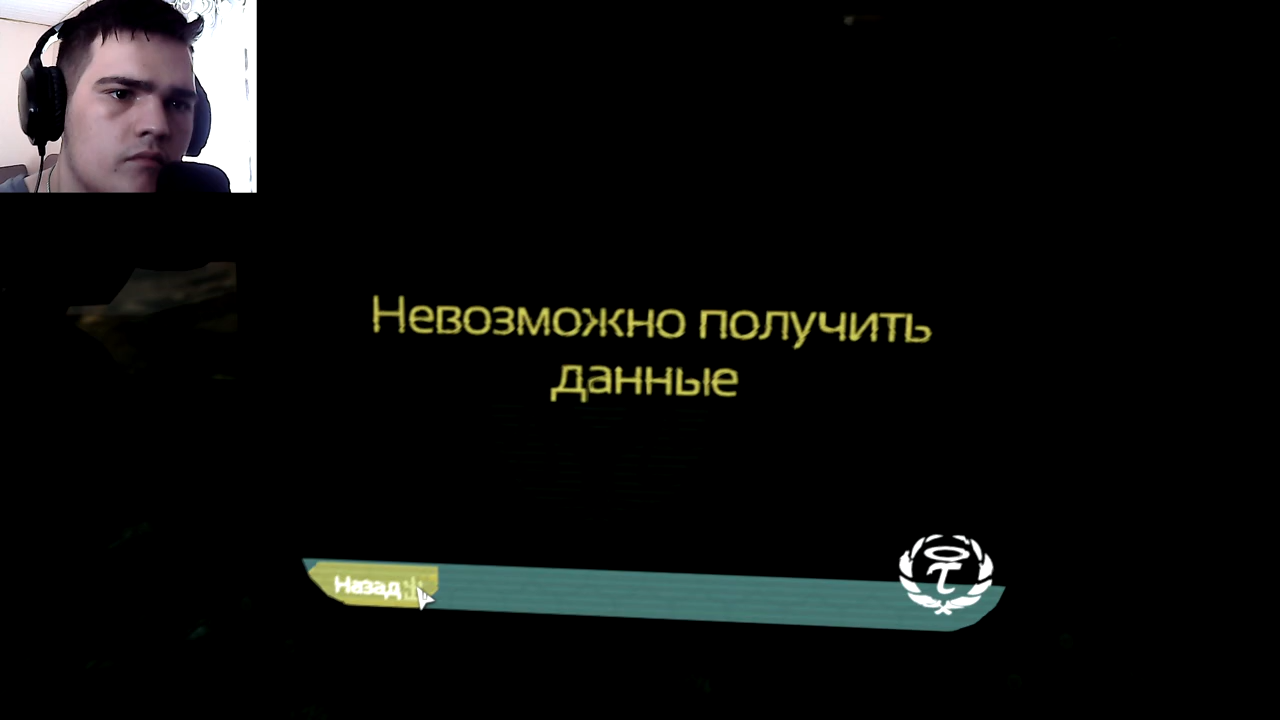 Невозможно получить
данные
Назад